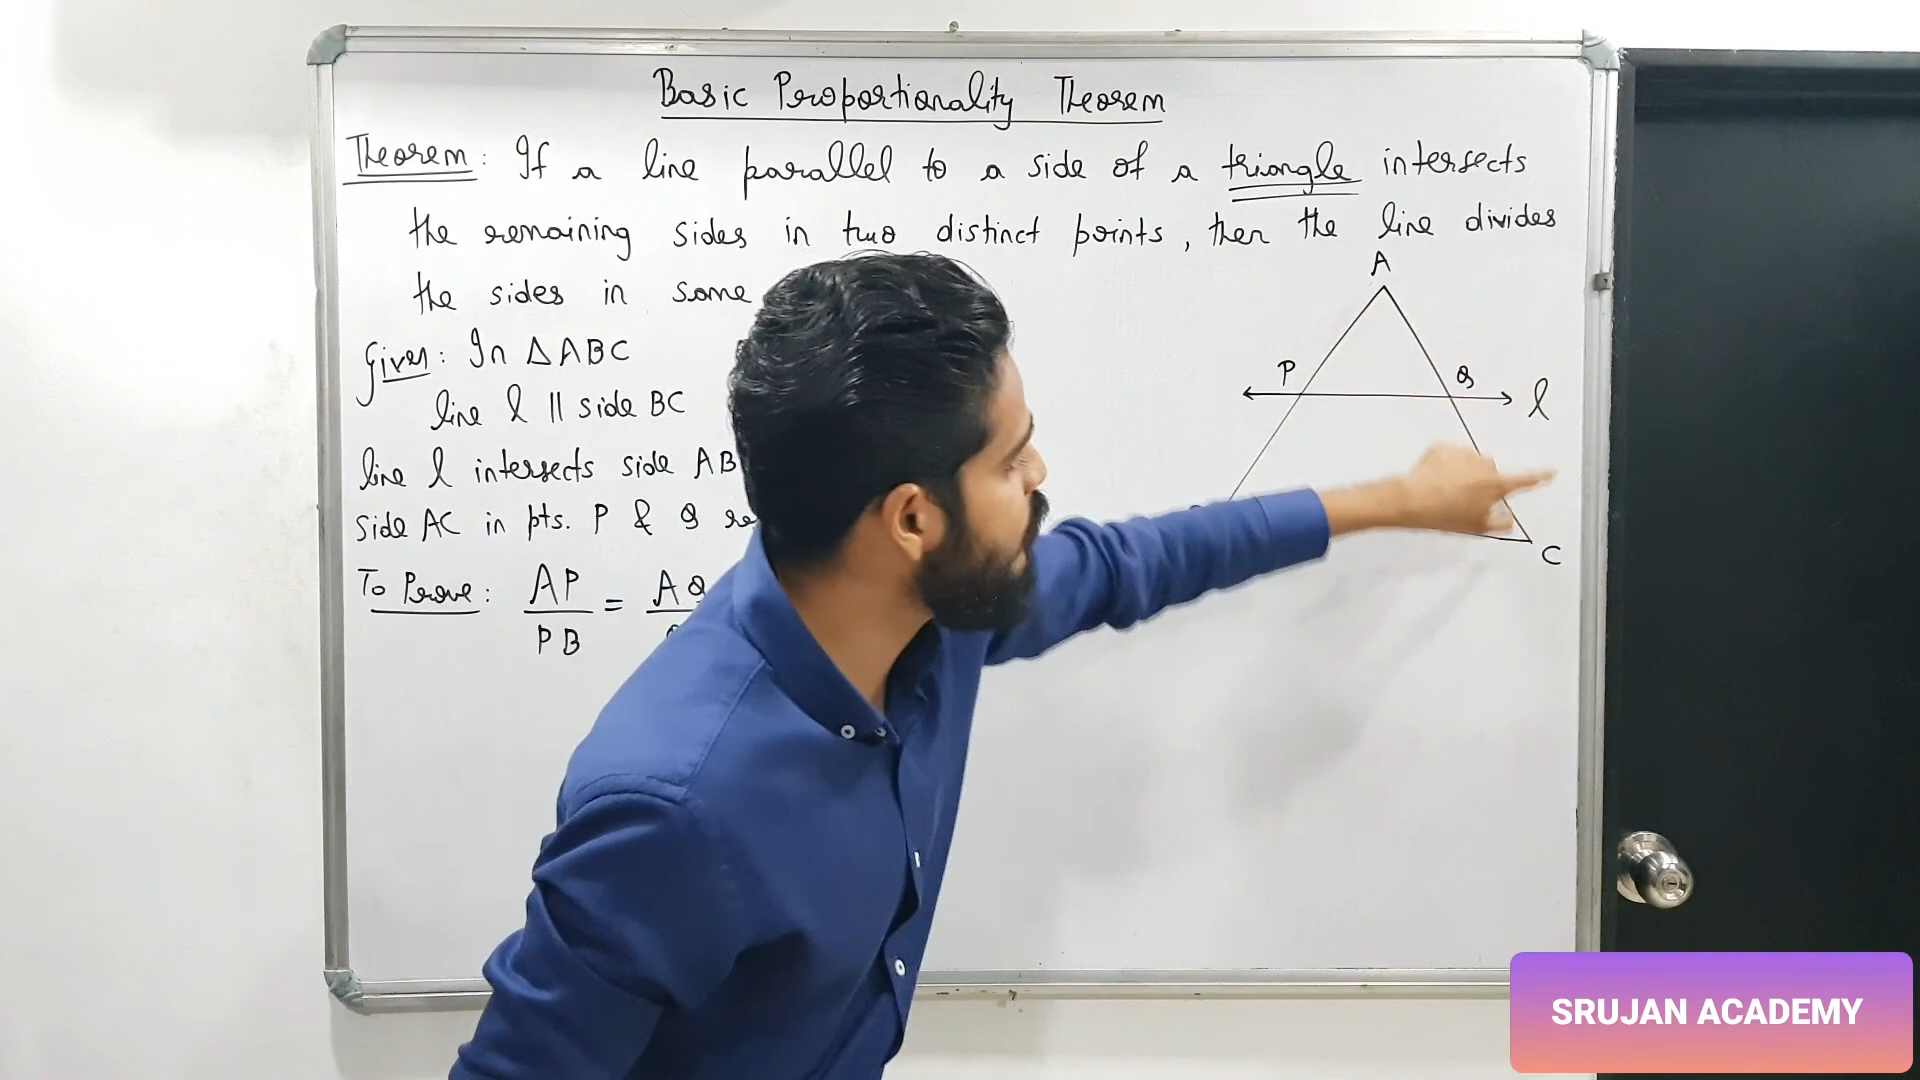 Basic Proportionality Theorem
Theorem: If a line parallel to a side of a triangle intersects
the remaining sides in two distinct points, then the line divides
the sides in same
Given: In △ABC
line l || side BC
line l intersects side AB
side AC in pts. P & Q
To Prove: AP/PB = AQ
A
P
Q
l
C
SRUJAN ACADEMY